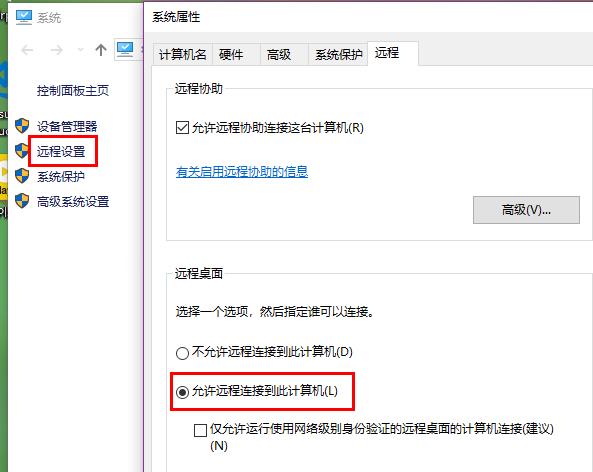 系统
控制面板主页
设备管理器
远程设置
系统保护
高级系统设置
系统属性
计算机名 硬件 高级 系统保护 远程
远程协助
允许远程协助连接这台计算机(R)
有关启用远程协助的信息
高级(V)...
远程桌面
选择一个选项，然后指定谁可以连接。
不允许远程连接到此计算机(D)
允许远程连接到此计算机(L)
仅允许运行使用网络级别身份验证的远程桌面的计算机连接(建议)
(N)